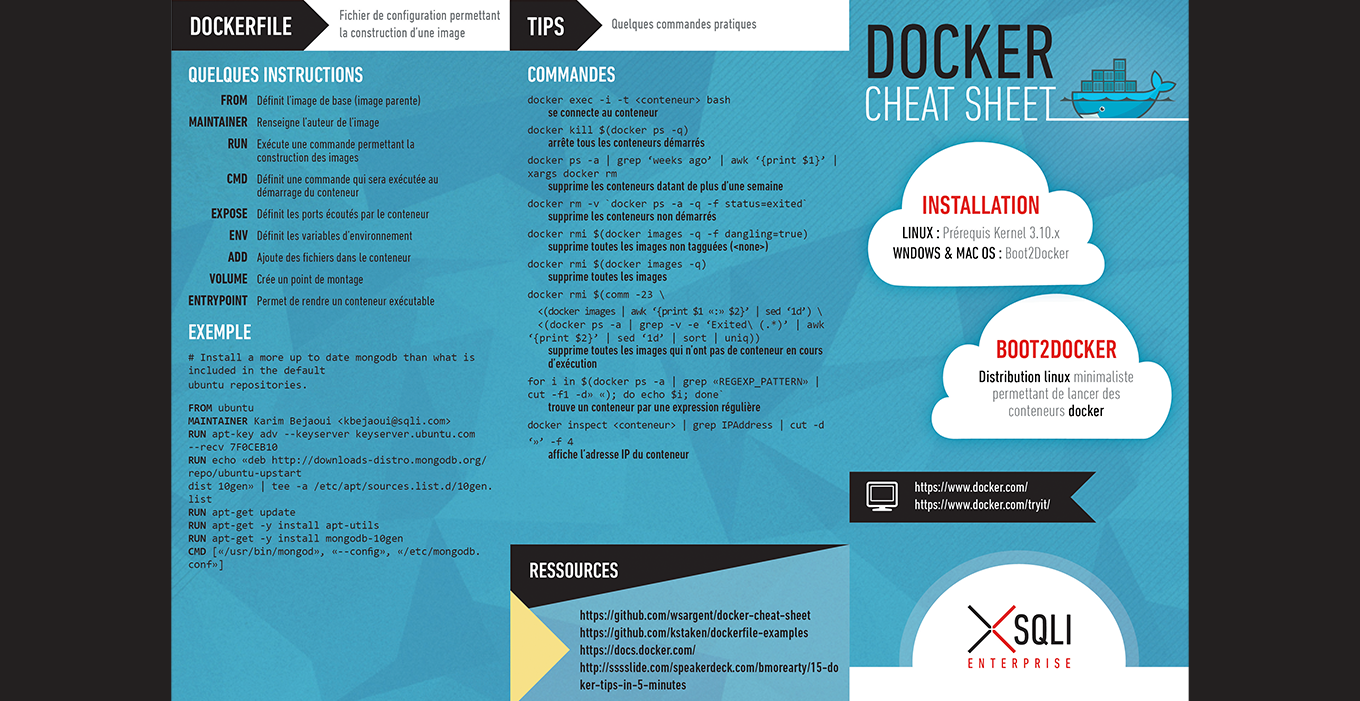 DOCKERFILE
Fichier de configuration permettant
la construction d'une image
QUELQUES INSTRUCTIONS
FROM Définit l'image de base (image parente)
MAINTAINER Renseigne l'auteur de l'image
RUN Exécute une commande permettant la
construction des images
CMD Définit une commande qui sera exécutée au
démarrage du conteneur
EXPOSE Définit les ports écoutés par le conteneur
ENV Définit les variables d'environnement
ADD Ajoute des fichiers dans le conteneur
VOLUME Crée un point de montage
ENTRYPOINT Permet de rendre un conteneur exécutable
EXEMPLE
# Install a more up to date mongodb than what is
included in the default
ubuntu repositories.
FROM ubuntu
MAINTAINER Karim Bejaoui <kbejaoui@sqli.com>
RUN apt-key adv --keyserver keyserver.ubuntu.com
--recv 7F0CEB10
RUN echo «deb http://downloads-distro.mongodb.org/
repo/ubuntu-upstart
dist 10gen» | tee -a /etc/apt/sources.list.d/10gen.
list
RUN apt-get update
RUN apt-get -y install apt-utils
RUN apt-get -y install mongodb-10gen
CMD [«/usr/bin/mongod», «--config», «/etc/mongodb.
conf»]
TIPS
Quelques commandes pratiques
COMMANDES
docker exec -i -t <conteneur> bash
se connecte au conteneur
docker kill $(docker ps -q)
arrête tous les conteneurs démarrés
docker ps -a | grep ‘weeks ago’ | awk ‘{print $1}’ |
xargs docker rm
supprime les conteneurs datant de plus d'une semaine
docker rm -v `docker ps -a -q -f status=exited`
supprime les conteneurs non démarrés
docker rmi $(docker images -q -f dangling=true)
supprime toutes les images non tagguées (<none>)
docker rmi $(docker images -q)
supprime toutes les images
docker rmi $(comm -23 \
<(docker images | awk ‘{print $1 «:» $2}’ | sed ‘1d’) \
<(docker ps -a | grep -v -e ‘Exited\ (.*)’ | awk
‘{print $2}’ | sed ‘1d’ | sort | uniq))
supprime toutes les images qui n'ont pas de conteneur en cours
d'exécution
for i in $(docker ps -a | grep «REGEXP_PATTERN» |
cut -f1 -d» «); do echo $i; done`
trouve un conteneur par une expression régulière
docker inspect <conteneur> | grep IPAddress | cut -d
‘»’ -f 4
affiche l'adresse IP du conteneur
RESSOURCES
https://github.com/wsargent/docker-cheat-sheet
https://github.com/kstaken/dockerfile-examples
https://docs.docker.com/
http://sssslide.com/speakerdeck.com/bmorearty/15-do
ker-tips-in-5-minutes
DOCKER
CHEAT SHEET
INSTALLATION
LINUX : Prérequis Kernel 3.10.x
WNDOWS & MAC OS : Boot2Docker
BOOT2DOCKER
Distribution linux minimaliste
permettant de lancer des
conteneurs docker
https://www.docker.com/
https://www.docker.com/tryit/
SQLI
ENTERPRISE